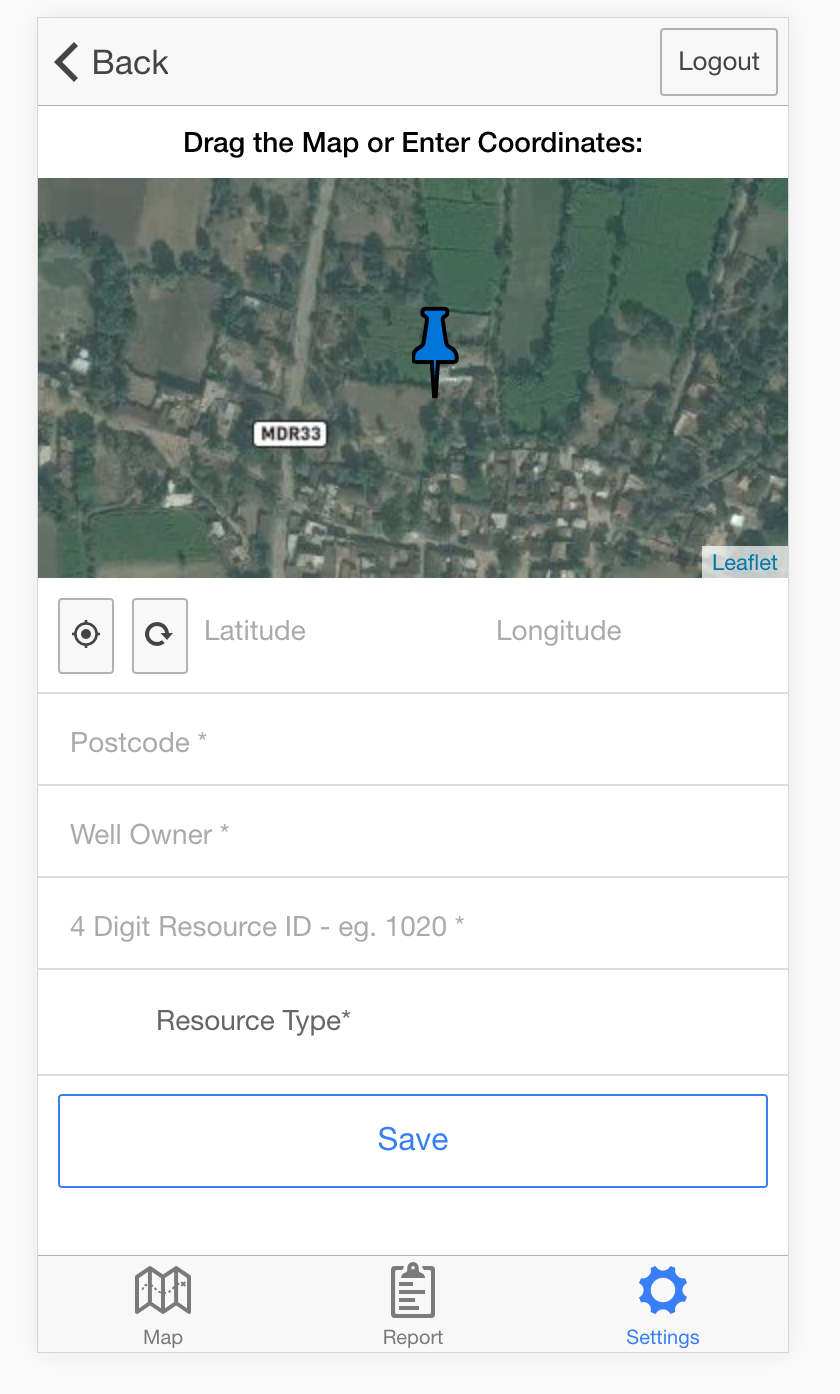 Back
Logout
Drag the Map or Enter Coordinates:
MDR33
Leaflet
Latitude
Longitude
Postcode *
Well Owner *
4 Digit Resource ID - eg. 1020 *
Resource Type*
Save
Map
Report
Settings